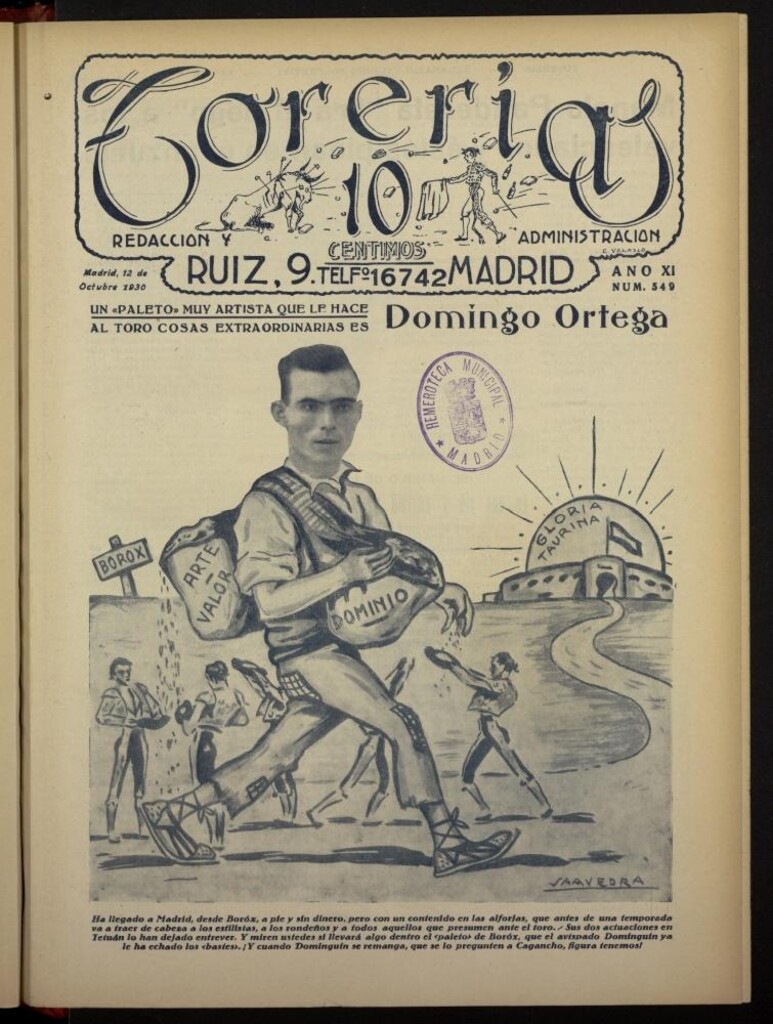 Torerias
10
CENTIMOS
REDACCION Y
ADMINISTRACION
C. VELASCO
RUIZ, 9. TELFº 16742 MADRID
Madrid, 12 de
Octubre 1930
AÑO XI
NUM. 549
UN «PALETO» MUY ARTISTA QUE LE HACE
AL TORO COSAS EXTRAORDINARIAS ES
Domingo Ortega
HEMEROTECA MUNICIPAL
MADRID
GLORIA
TAURINA
BOROX
ARTE
-
VALOR
DOMINIO
SAAVEDRA
Ha llegado a Madrid, desde Boróx, a pie y sin dinero, pero con un contenido en las alforjas, que antes de una temporada
va a traer de cabeza a los estilistas, a los rondeños y a todos aquellos que presumen ante el toro. Sus dos actuaciones en
Tetuán lo han dejado entrever. Y miren ustedes si llevará algo dentro el «paleto» de Boróx, que el avispado Dominguín ya
le ha echado los «bastes». ¡Y cuando Dominguín se remanga, que se lo pregunten a Cagancho, figura tenemos!